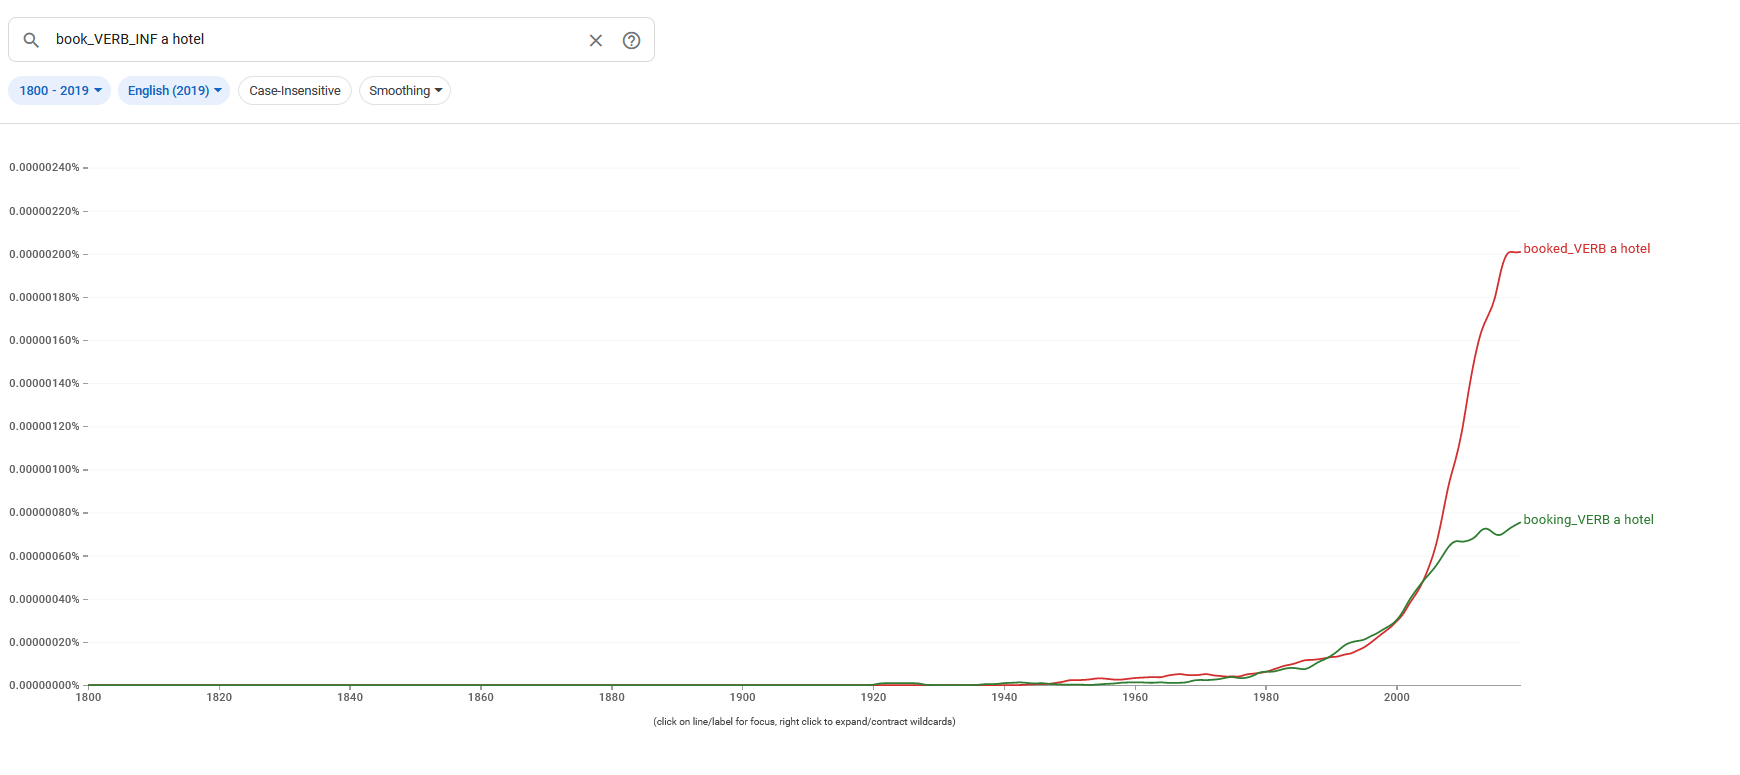 book_VERB_INF a hotel
1800 - 2019 English (2019) Case-Insensitive Smoothing
0.00000240%
0.00000220%
0.00000200%
booked_VERB a hotel
0.00000180%
0.00000160%
0.00000140%
0.00000120%
0.00000100%
0.00000080%
booking_VERB a hotel
0.00000060%
0.00000040%
0.00000020%
0.00000000%
1800 1820 1840 1860 1880 1900 1920 1940 1960 1980 2000
(click on line/label for focus, right click to expand/contract wildcards)